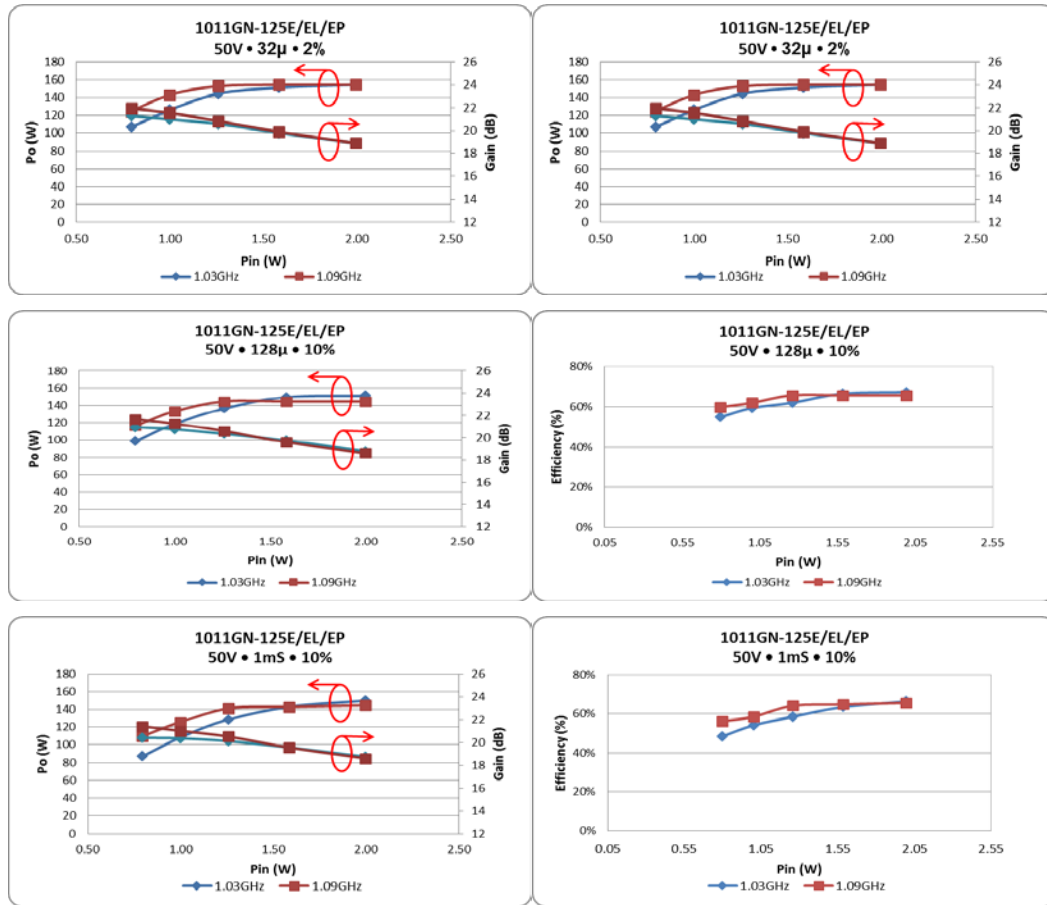 1011GN-125E/EL/EP
50V • 32µ • 2%
180
160
140
120
100
80
60
40
20
0
Po (W)
26
24
22
20
18
16
14
12
Gain (dB)
0.50 1.00 1.50 2.00 2.50
Pin (W)
1.03GHz 1.09GHz
1011GN-125E/EL/EP
50V • 32µ • 2%
180
160
140
120
100
80
60
40
20
0
Po (W)
26
24
22
20
18
16
14
12
Gain (dB)
0.50 1.00 1.50 2.00 2.50
Pin (W)
1.03GHz 1.09GHz
1011GN-125E/EL/EP
50V • 128µ • 10%
180
160
140
120
100
80
60
40
20
0
Po (W)
26
24
22
20
18
16
14
12
Gain (dB)
0.50 1.00 1.50 2.00 2.50
Pin (W)
1.03GHz 1.09GHz
1011GN-125E/EL/EP
50V • 128µ • 10%
80%
60%
40%
20%
0%
Efficiency (%)
0.05 0.55 1.05 1.55 2.05 2.55
Pin (W)
1.03GHz 1.09GHz
1011GN-125E/EL/EP
50V • 1mS • 10%
180
160
140
120
100
80
60
40
20
0
Po (W)
26
24
22
20
18
16
14
12
Gain (dB)
0.50 1.00 1.50 2.00 2.50
Pin (W)
1.03GHz 1.09GHz
1011GN-125E/EL/EP
50V • 1mS • 10%
80%
60%
40%
20%
0%
Efficiency (%)
0.05 0.55 1.05 1.55 2.05 2.55
Pin (W)
1.03GHz 1.09GHz